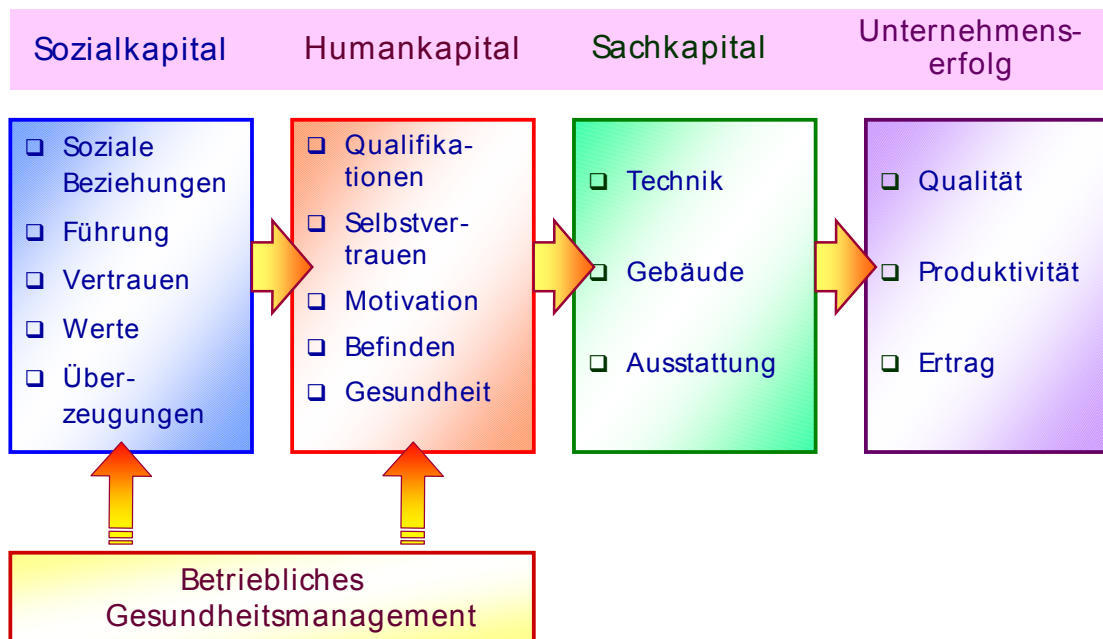 Sozialkapital
Humankapital
Sachkapital
Unternehmens-
erfolg
Soziale
Beziehungen
Führung
Vertrauen
Werte
Über-
zeugungen
Qualifika-
tionen
Selbstver-
trauen
Motivation
Befinden
Gesundheit
Technik
Gebäude
Ausstattung
Qualität
Produktivität
Ertrag
Betriebliches
Gesundheitsmanagement